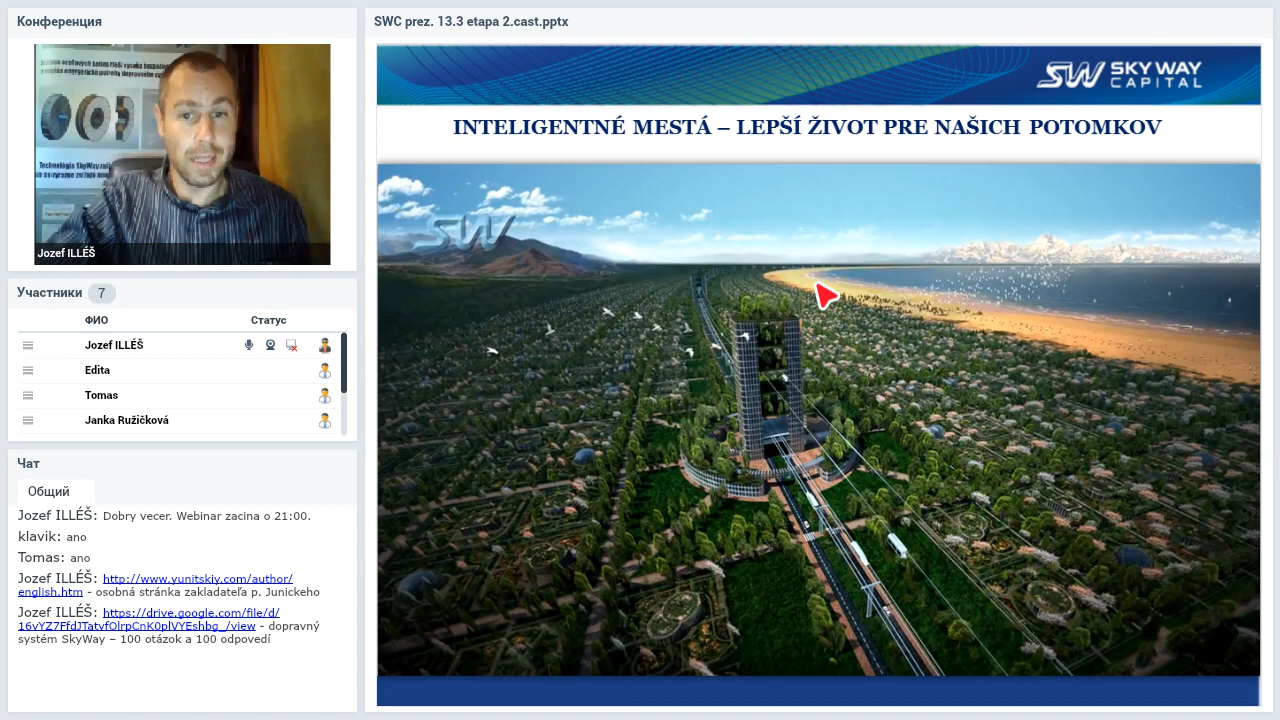 Конференция
Jozef ILLÉŠ
Участники 7
ФИО Статус
Jozef ILLÉŠ
Edita
Tomas
Janka Ružičková
Чат
Общий
Jozef ILLÉŠ: Dobry vecer. Webinar zacina o 21:00.
klavik: ano
Tomas: ano
Jozef ILLÉŠ: http://www.yunitskiy.com/author/
english.htm - osobná stránka zakladateľa p. Junickeho
Jozef ILLÉŠ: https://drive.google.com/file/d/
16vYZ7FfdJTatvfOlrpCnK0plVYEshbg_/view - dopravný
systém SkyWay – 100 otázok a 100 odpovedí
SWC prez. 13.3 etapa 2.cast.pptx
SW SKY WAY
CAPITAL
INTELIGENTNÉ MESTÁ – LEPŠÍ ŽIVOT PRE NAŠICH POTOMKOV
SW